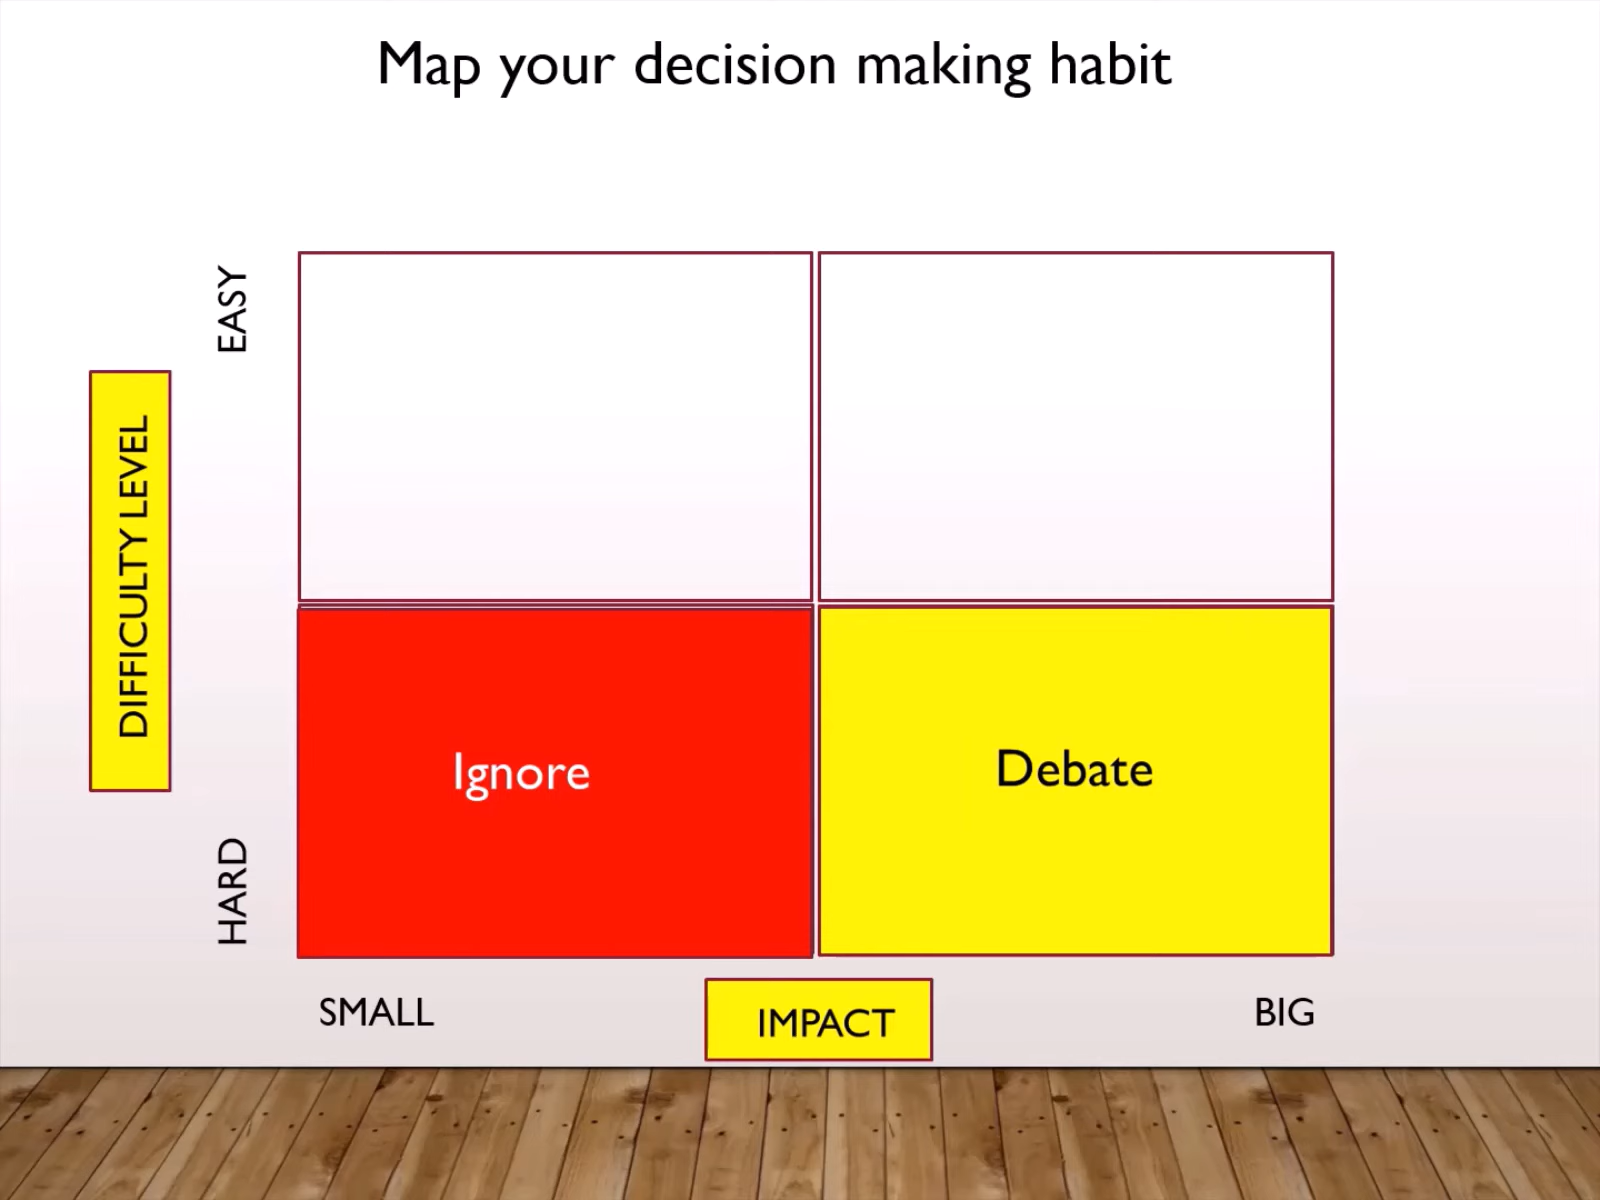 Map your decision making habit
EASY
DIFFICULTY LEVEL
Ignore
Debate
HARD
SMALL
IMPACT
BIG